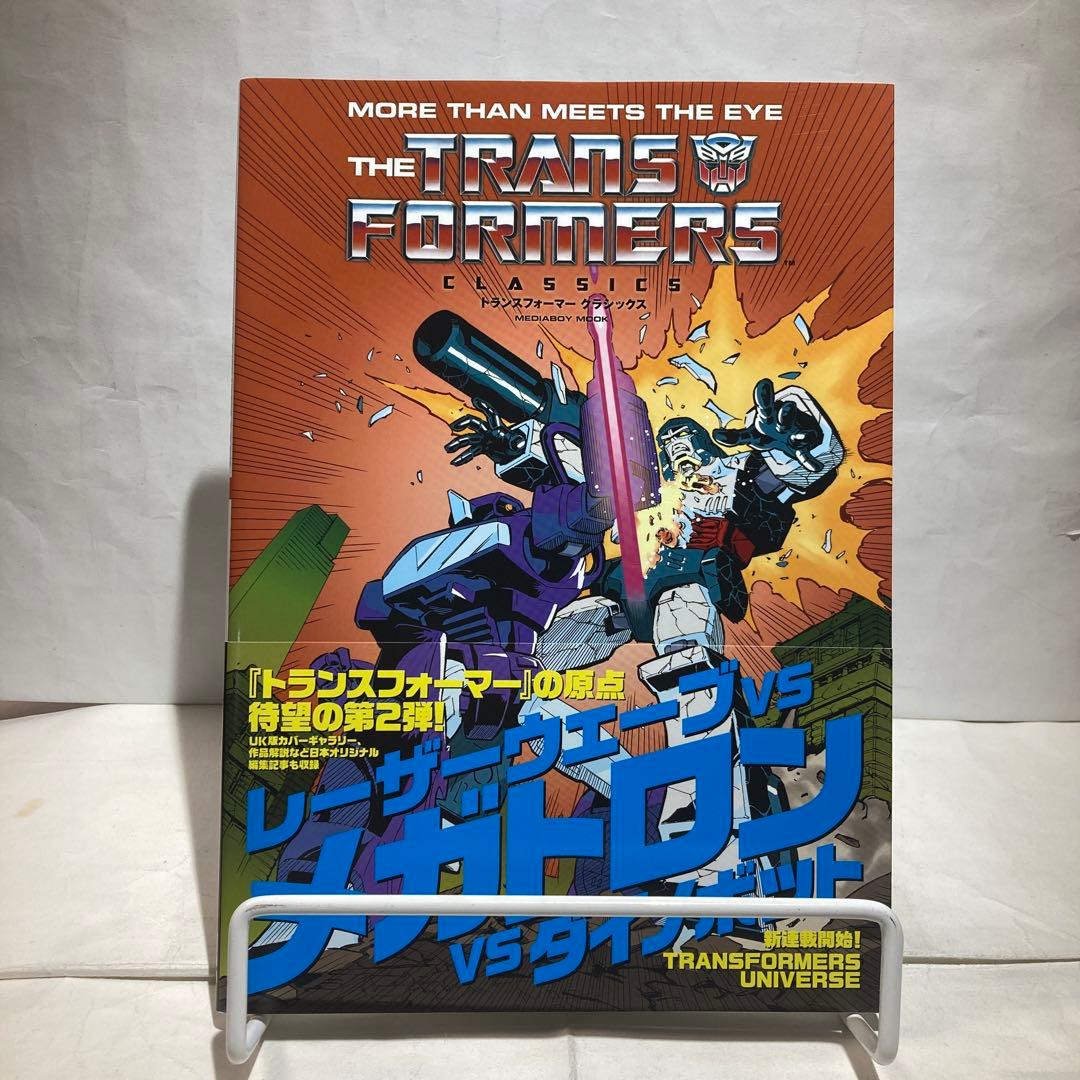 MORE THAN MEETS THE EYE
THE TRANS
FORMERS™
CLASSICS
トランスフォーマー クラシックス
MEDIABOY MOOK
『トランスフォーマー』の原点
待望の第2弾!
UK版カバーギャラリー、
作品解説など日本オリジナル
編集記事も収録
レーザーウェーブVS
メガトロン
VSダイノボット
新連載開始!
TRANSFORMERS
UNIVERSE